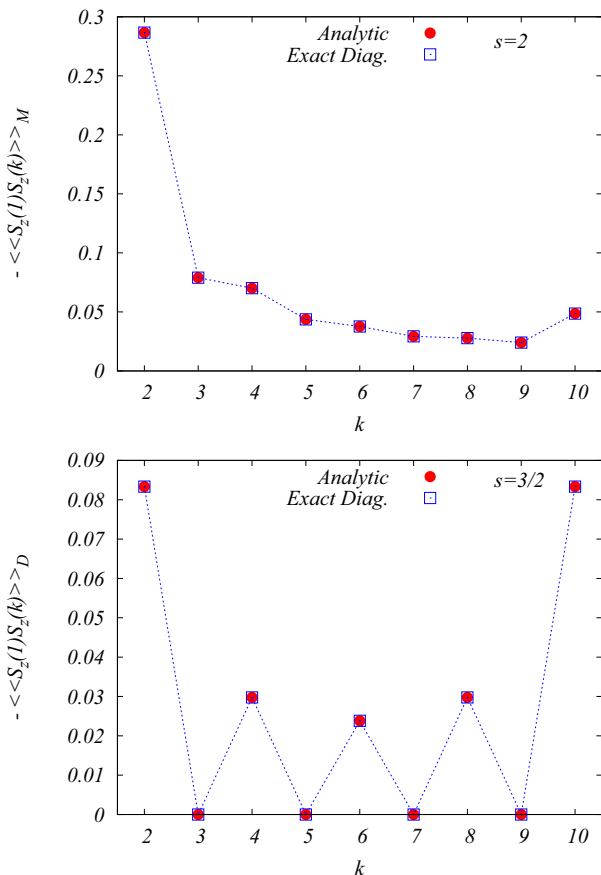 0.3
0.25
0.2
0.15
0.1
0.05
0
- <<S_z(1)S_z(k)>>_M
Analytic
Exact Diag.
s=2
2 3 4 5 6 7 8 9 10
k
0.09
0.08
0.07
0.06
0.05
0.04
0.03
0.02
0.01
0
- <<S_z(1)S_z(k)>>_D
Analytic
Exact Diag.
s=3/2
2 3 4 5 6 7 8 9 10
k